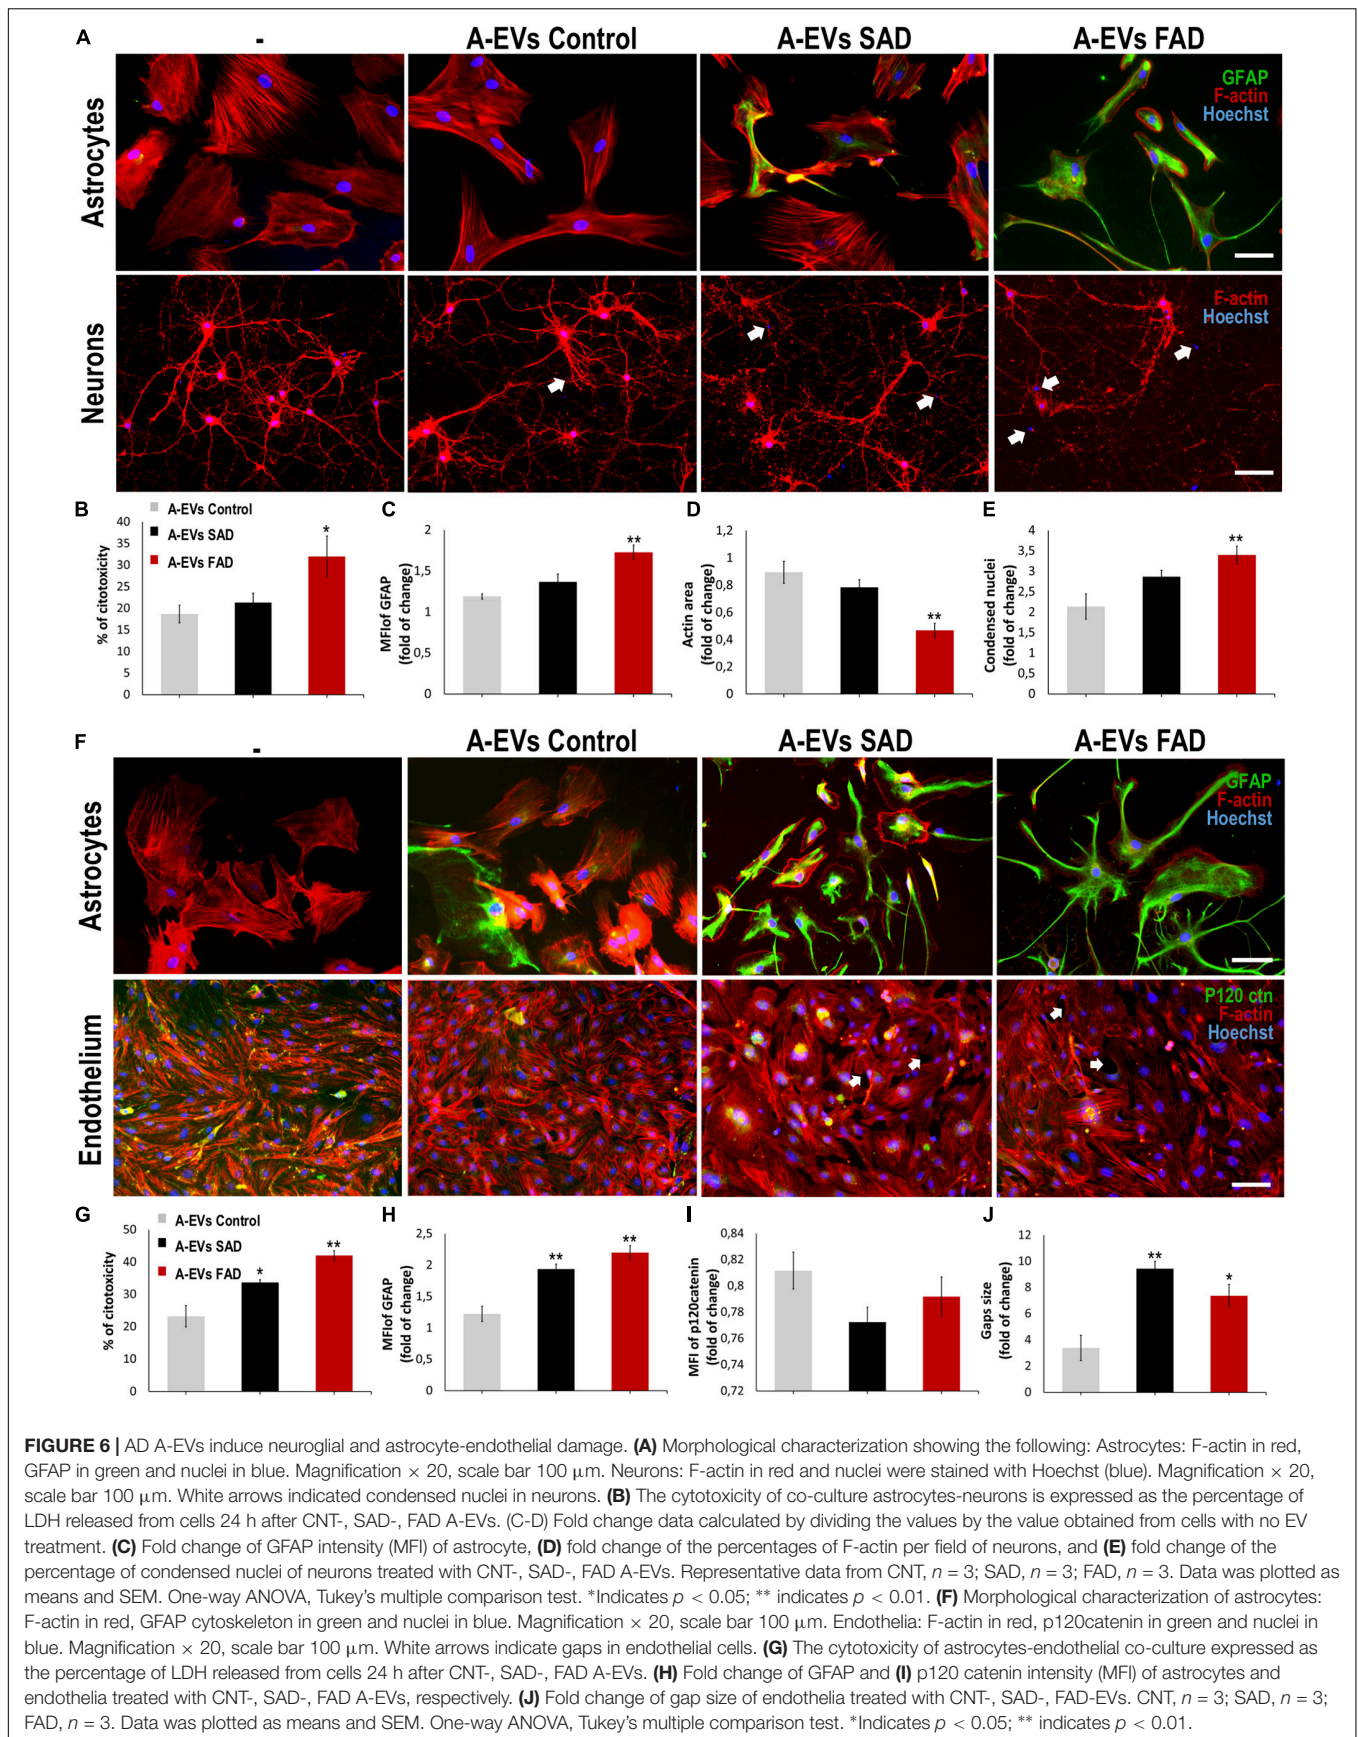 A
-
A-EVs Control
A-EVs SAD
A-EVs FAD
Astrocytes
GFAP
F-actin
Hoechst
Neurons
F-actin
Hoechst
B
A-EVs Control
A-EVs SAD
A-EVs FAD
% of citotoxicity
40
35
30
25
20
15
10
5
0
*
C
MFIof GFAP
(fold of change)
2
1,5
1
0,5
0
**
D
Actin area
(fold of change)
1,2
1
0,8
0,6
0,4
0,2
0
**
E
Condensed nuclei
(fold of change)
4
3,5
3
2,5
2
1,5
1
0,5
0
**
F
-
A-EVs Control
A-EVs SAD
A-EVs FAD
Astrocytes
GFAP
F-actin
Hoechst
Endothelium
P120 ctn
F-actin
Hoechst
G
A-EVs Control
A-EVs SAD
A-EVs FAD
% of citotoxicity
50
40
30
20
10
0
*
**
H
MFIof GFAP
(fold of change)
2,5
2
1,5
1
0,5
0
**
**
I
MFI of p120catenin
(fold of change)
0,84
0,82
0,8
0,78
0,76
0,74
0,72
J
Gaps size
(fold of change)
12
10
8
6
4
2
0
**
*
FIGURE 6 | AD A-EVs induce neuroglial and astrocyte-endothelial damage. (A) Morphological characterization showing the following: Astrocytes: F-actin in red,
GFAP in green and nuclei in blue. Magnification × 20, scale bar 100 μm. Neurons: F-actin in red and nuclei were stained with Hoechst (blue). Magnification × 20,
scale bar 100 μm. White arrows indicated condensed nuclei in neurons. (B) The cytotoxicity of co-culture astrocytes-neurons is expressed as the percentage of
LDH released from cells 24 h after CNT-, SAD-, FAD A-EVs. (C-D) Fold change data calculated by dividing the values by the value obtained from cells with no EV
treatment. (C) Fold change of GFAP intensity (MFI) of astrocyte, (D) fold change of the percentages of F-actin per field of neurons, and (E) fold change of the
percentage of condensed nuclei of neurons treated with CNT-, SAD-, FAD A-EVs. Representative data from CNT, n = 3; SAD, n = 3; FAD, n = 3. Data was plotted as
means and SEM. One-way ANOVA, Tukey's multiple comparison test. *Indicates p < 0.05; ** indicates p < 0.01. (F) Morphological characterization of astrocytes:
F-actin in red, GFAP cytoskeleton in green and nuclei in blue. Magnification × 20, scale bar 100 μm. Endothelia: F-actin in red, p120catenin in green and nuclei in
blue. Magnification × 20, scale bar 100 μm. White arrows indicate gaps in endothelial cells. (G) The cytotoxicity of astrocytes-endothelial co-culture expressed as
the percentage of LDH released from cells 24 h after CNT-, SAD-, FAD A-EVs. (H) Fold change of GFAP and (I) p120 catenin intensity (MFI) of astrocytes and
endothelia treated with CNT-, SAD-, FAD A-EVs, respectively. (J) Fold change of gap size of endothelia treated with CNT-, SAD-, FAD-EVs. CNT, n = 3; SAD, n = 3;
FAD, n = 3. Data was plotted as means and SEM. One-way ANOVA, Tukey's multiple comparison test. *Indicates p < 0.05; ** indicates p < 0.01.